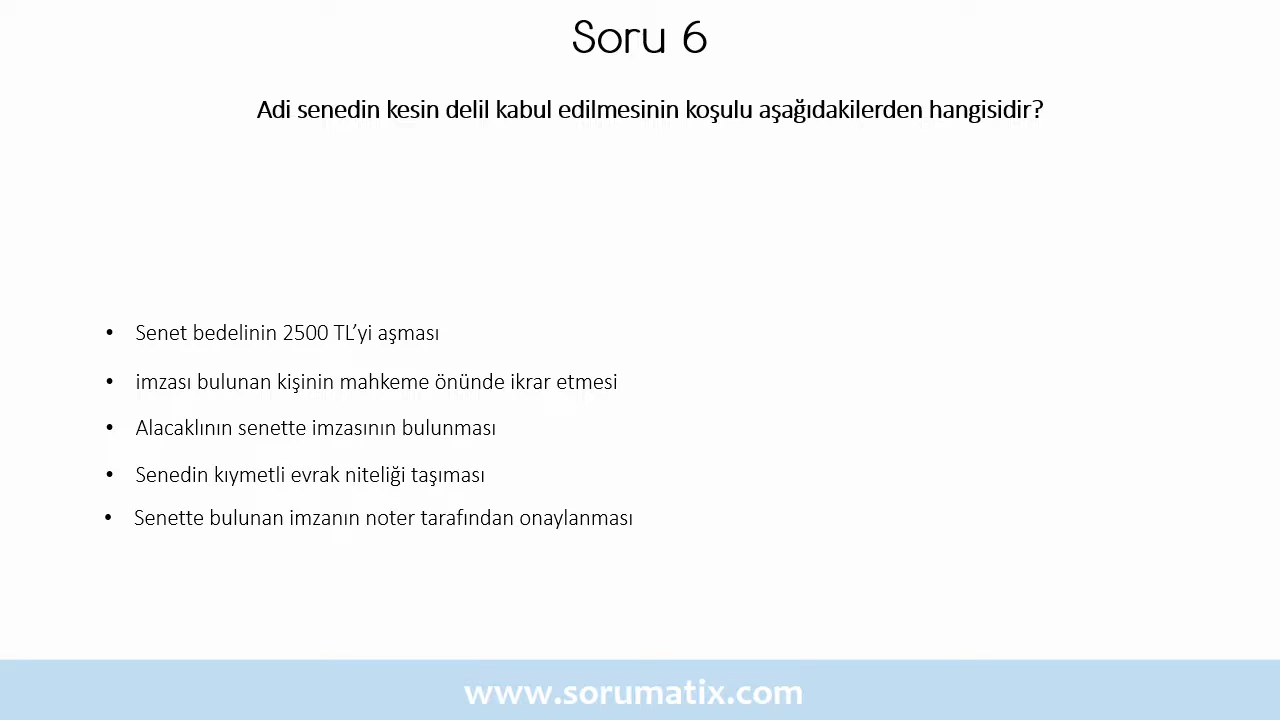 Soru 6
Adi senedin kesin delil kabul edilmesinin koşulu aşağıdakilerden hangisidir?
• Senet bedelinin 2500 TL’yi aşması
• imzası bulunan kişinin mahkeme önünde ikrar etmesi
• Alacaklının senette imzasının bulunması
• Senedin kıymetli evrak niteliği taşıması
• Senette bulunan imzanın noter tarafından onaylanması
www.sorumatix.com